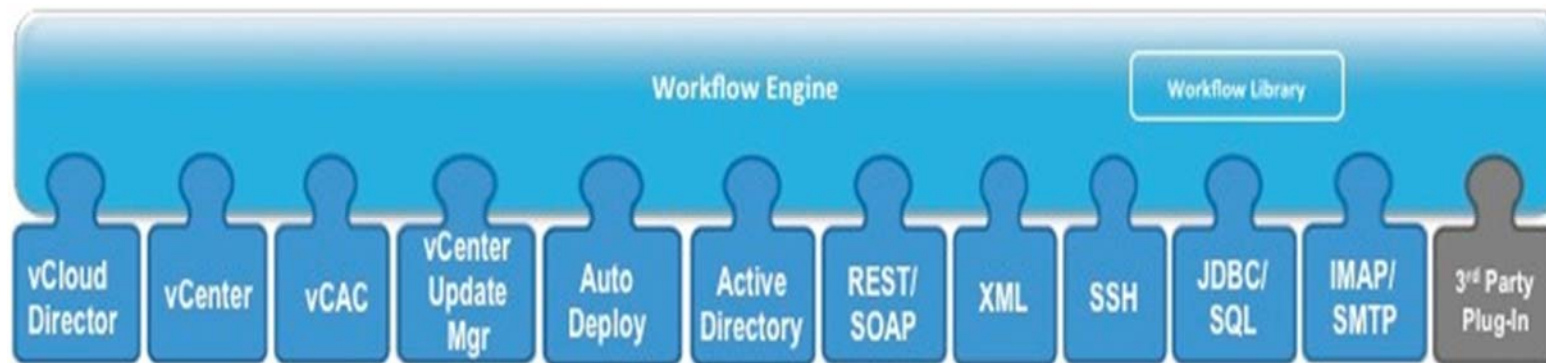 Workflow Engine
Workflow Library
vCloud
Director
vCenter
vCAC
vCenter
Update
Mgr
Auto
Deploy
Active
Directory
REST/
SOAP
XML
SSH
JDBC/
SQL
IMAP/
SMTP
3rd Party
Plug-In